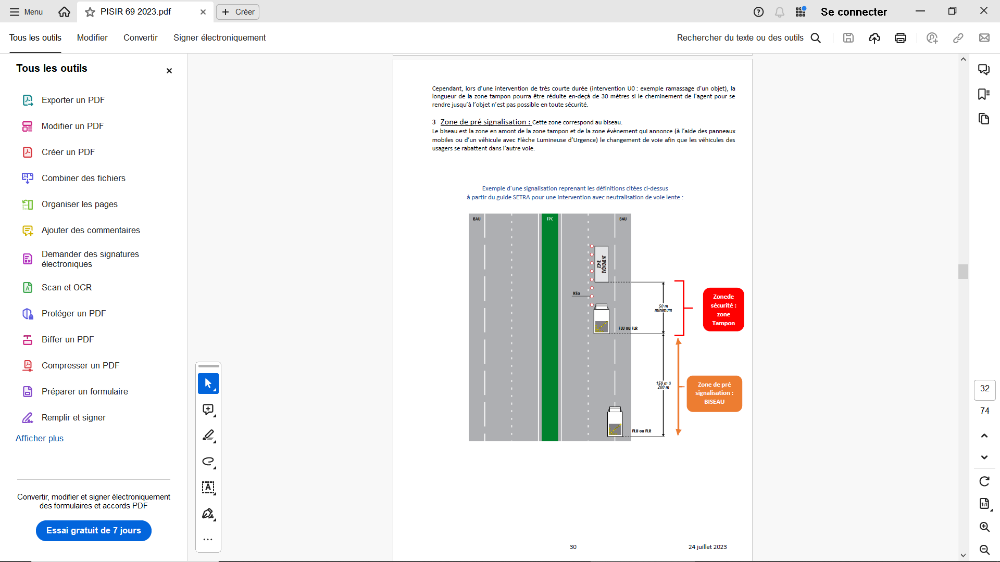 Menu
PISIR 69 2023.pdf
Créer
Se connecter
Tous les outils
Modifier
Convertir
Signer électroniquement
Rechercher du texte ou des outils
Tous les outils
Exporter un PDF
Modifier un PDF
Créer un PDF
Combiner des fichiers
Organiser les pages
Ajouter des commentaires
Demander des signatures
électroniques
Scan et OCR
Protéger un PDF
Biffer un PDF
Compresser un PDF
Préparer un formulaire
Remplir et signer
Afficher plus
Convertir, modifier et signer électroniquement
des formulaires et accords PDF
Essai gratuit de 7 jours
Cependant, lors d’une intervention de très courte durée (intervention U0 : exemple ramassage d’un objet), la
longueur de la zone tampon pourra être réduite en-deçà de 30 mètres si le cheminement de l’agent pour se
rendre jusqu’à l’objet n’est pas possible en toute sécurité.
3 Zone de pré signalisation : Cette zone correspond au biseau.
Le biseau est la zone en amont de la zone tampon et de la zone évènement qui annonce (à l’aide des panneaux
mobiles ou d’un véhicule avec Flèche Lumineuse d’Urgence) le changement de voie afin que les véhicules des
usagers se rabattent dans l’autre voie.
Exemple d’une signalisation reprenant les définitions citées ci-dessus
à partir du guide SETRA pour une intervention avec neutralisation de voie lente :
BAU
TPC
BAU
ZONE
ÉVÉNEMENT
K5a
50 m
minimum
FLU ou FLR
Zonede
sécurité :
zone
Tampon
150 m à
200 m
Zone de pré
signalisation :
BISEAU
FLU ou FLR
30
24 juillet 2023
32
74
1:1